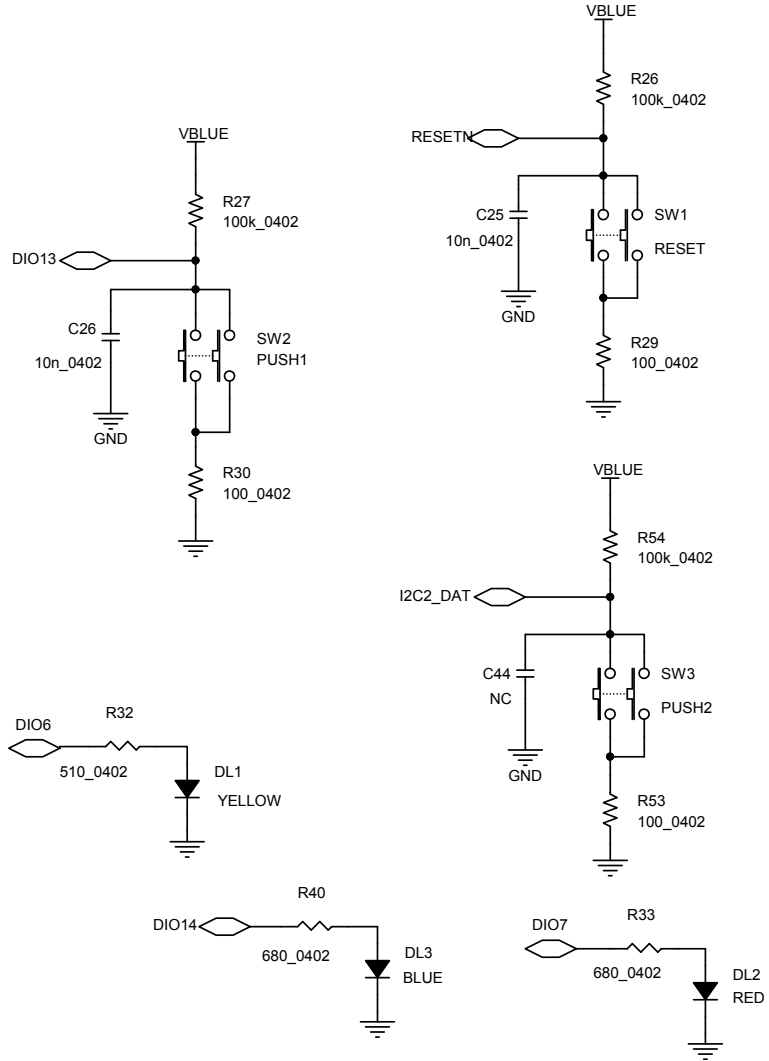 VBLUE
R26
100k_0402
RESETN
C25
10n_0402
SW1
RESET
GND
R29
100_0402
VBLUE
R27
100k_0402
DIO13
C26
10n_0402
SW2
PUSH1
GND
R30
100_0402
VBLUE
R54
100k_0402
I2C2_DAT
C44
NC
SW3
PUSH2
GND
R53
100_0402
DIO6
R32
510_0402
DL1
YELLOW
DIO14
R40
680_0402
DL3
BLUE
DIO7
R33
680_0402
DL2
RED